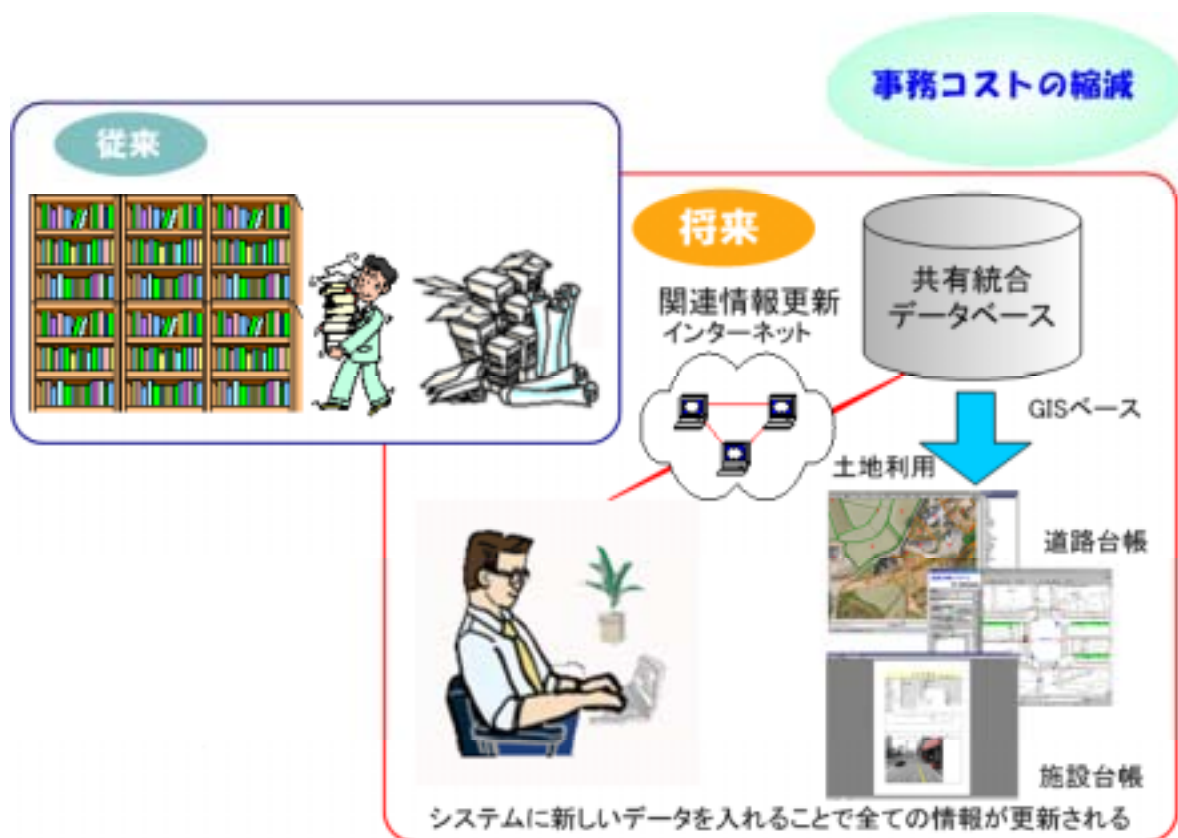 事務コストの縮減
従来
将来
共有統合
データベース
関連情報更新
インターネット
GISベース
土地利用
道路台帳
施設台帳
システムに新しいデータを入れることで全ての情報が更新される